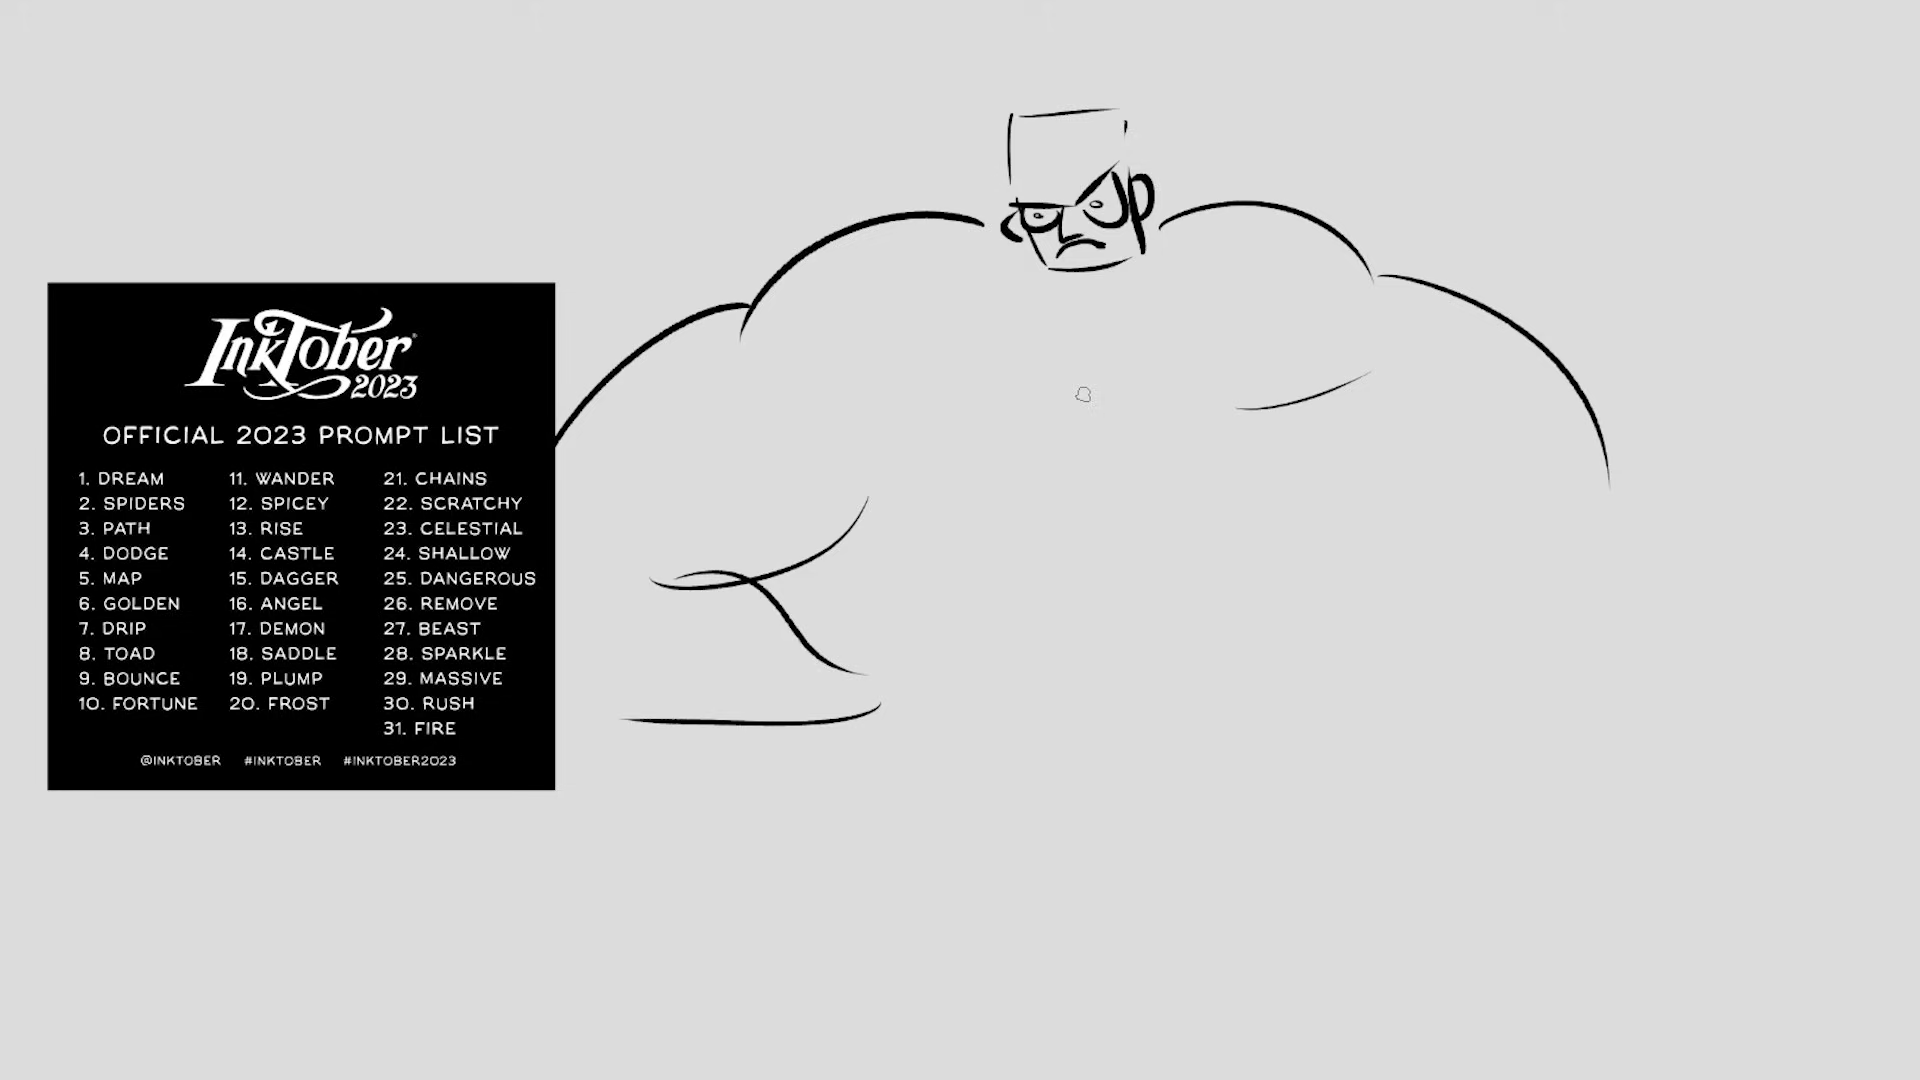 InkTober
2023
OFFICIAL 2023 PROMPT LIST
1. DREAM
2. SPIDERS
3. PATH
4. DODGE
5. MAP
6. GOLDEN
7. DRIP
8. TOAD
9. BOUNCE
10. FORTUNE
11. WANDER
12. SPICEY
13. RISE
14. CASTLE
15. DAGGER
16. ANGEL
17. DEMON
18. SADDLE
19. PLUMP
20. FROST
21. CHAINS
22. SCRATCHY
23. CELESTIAL
24. SHALLOW
25. DANGEROUS
26. REMOVE
27. BEAST
28. SPARKLE
29. MASSIVE
30. RUSH
31. FIRE
@INKTOBER #INKTOBER #INKTOBER2023